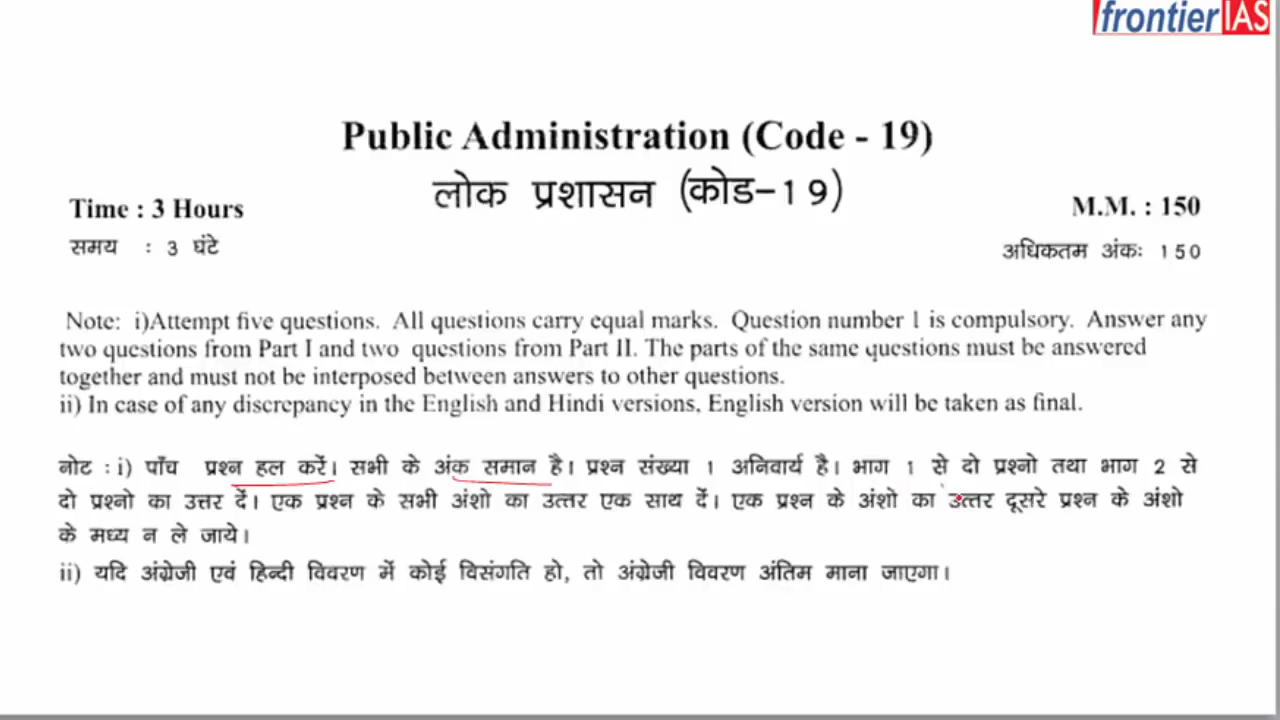 frontier IAS
Public Administration (Code - 19)
लोक प्रशासन (कोड-19)
Time : 3 Hours
M.M. : 150
समय : 3 घंटे
अधिकतम अंकः 150
Note: i)Attempt five questions. All questions carry equal marks. Question number 1 is compulsory. Answer any
two questions from Part I and two questions from Part II. The parts of the same questions must be answered
together and must not be interposed between answers to other questions.
ii) In case of any discrepancy in the English and Hindi versions, English version will be taken as final.
नोट : i) पाँच प्रश्न हल करें। सभी के अंक समान है। प्रश्न संख्या 1 अनिवार्य है। भाग 1 से दो प्रश्नो तथा भाग 2 से
दो प्रश्नो का उत्तर दें। एक प्रश्न के सभी अंशो का उत्तर एक साथ दें। एक प्रश्न के अंशो का उत्तर दूसरे प्रश्न के अंशो
के मध्य न ले जाये।
ii) यदि अंग्रेजी एवं हिन्दी विवरण में कोई विसंगति हो, तो अंग्रेजी विवरण अंतिम माना जाएगा।